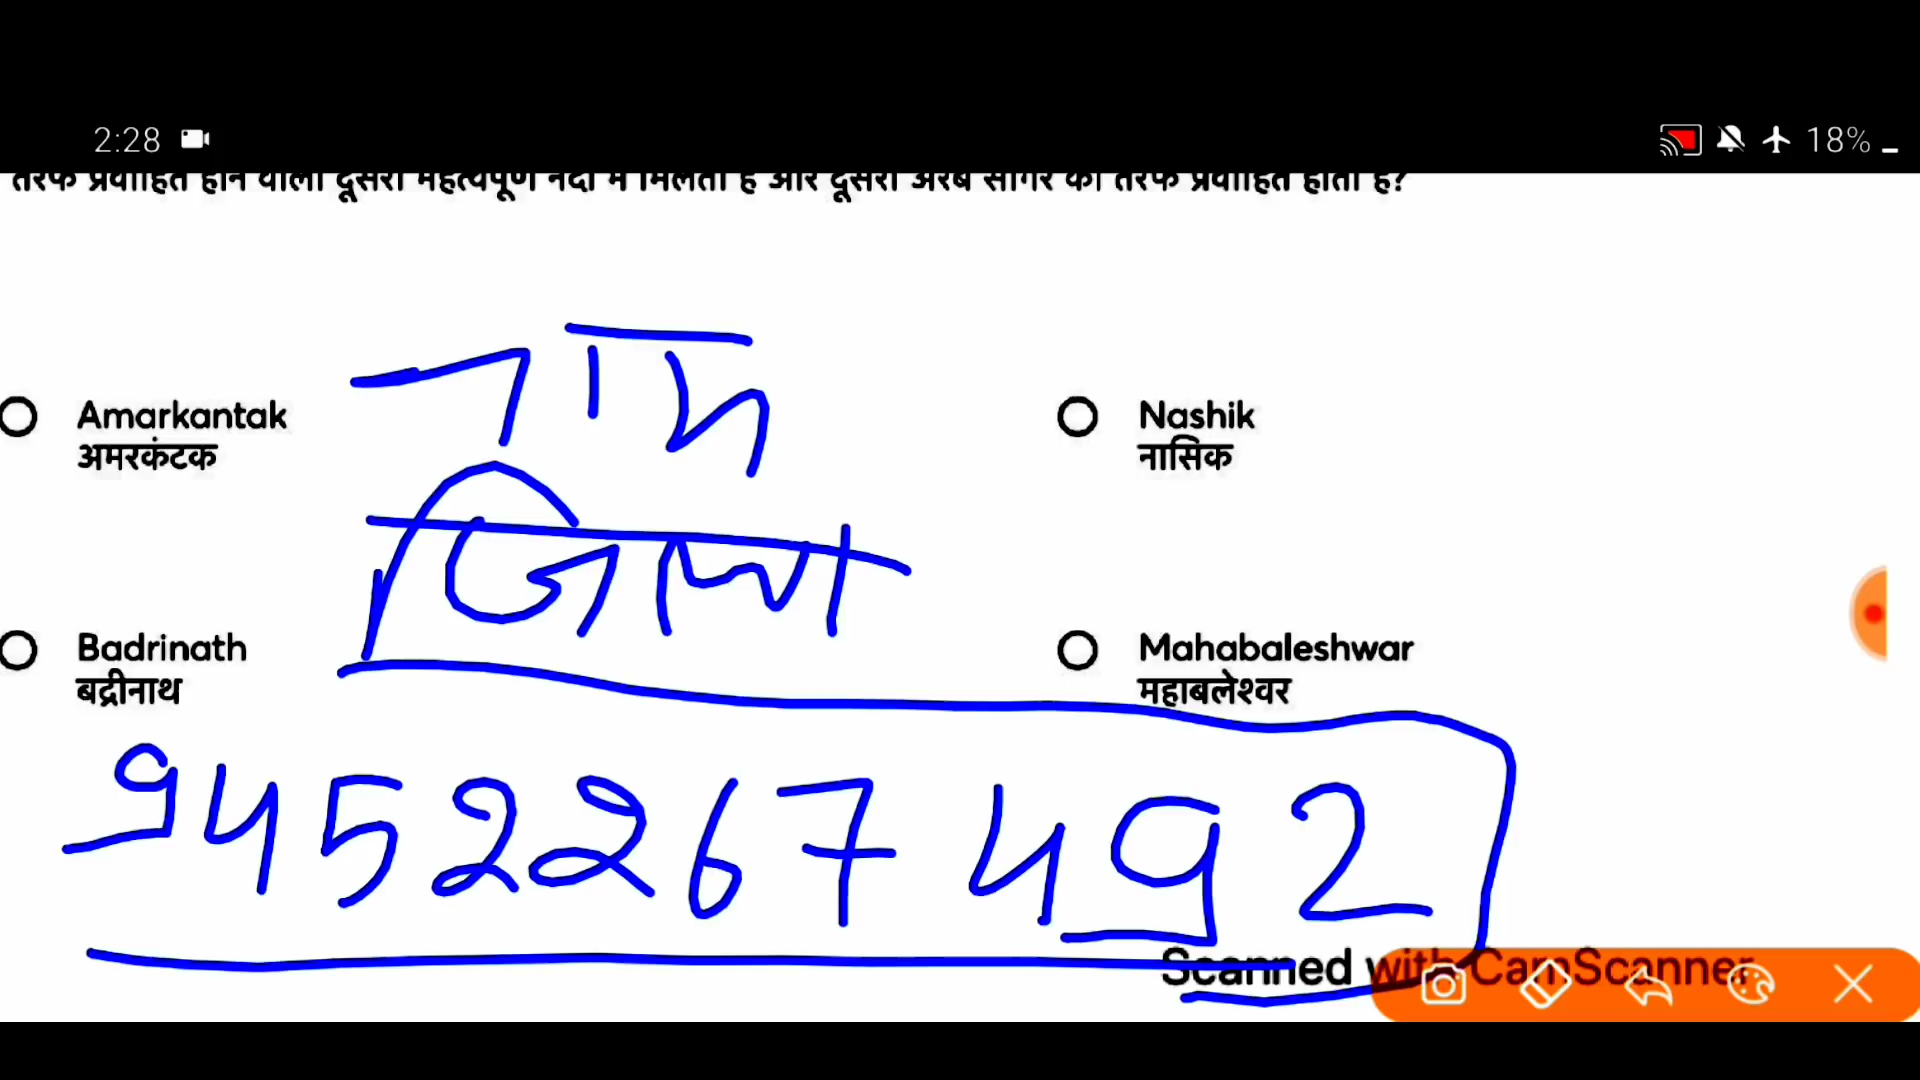 2:28 18%
तरफ प्रवाहित होने वाली दूसरी महत्वपूर्ण नदी में मिलती है और दूसरी अरब सागर की तरफ प्रवाहित होती है?
नाम
Amarkantak Nashik
अमरकंटक नासिक
जिला
Badrinath Mahabaleshwar
बद्रीनाथ महाबलेश्वर
9452267492
Scanned with CamScanner